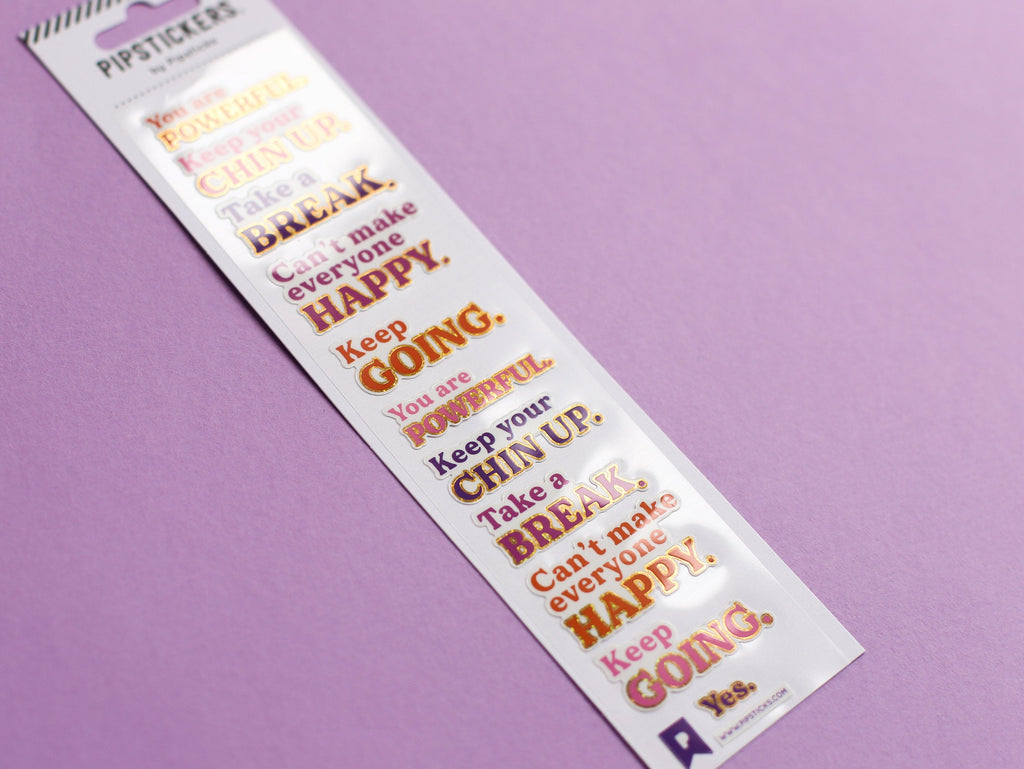 PIPSTICKERS
by Pipsticks
You are
POWERFUL.
Keep your
CHIN UP.
Take a
BREAK.
Can't make
everyone
HAPPY.
Keep
GOING.
You are
POWERFUL.
Keep your
CHIN UP.
Take a
BREAK.
Can't make
everyone
HAPPY.
Keep
GOING.
Yes.
WWW.PIPSTICKS.COM